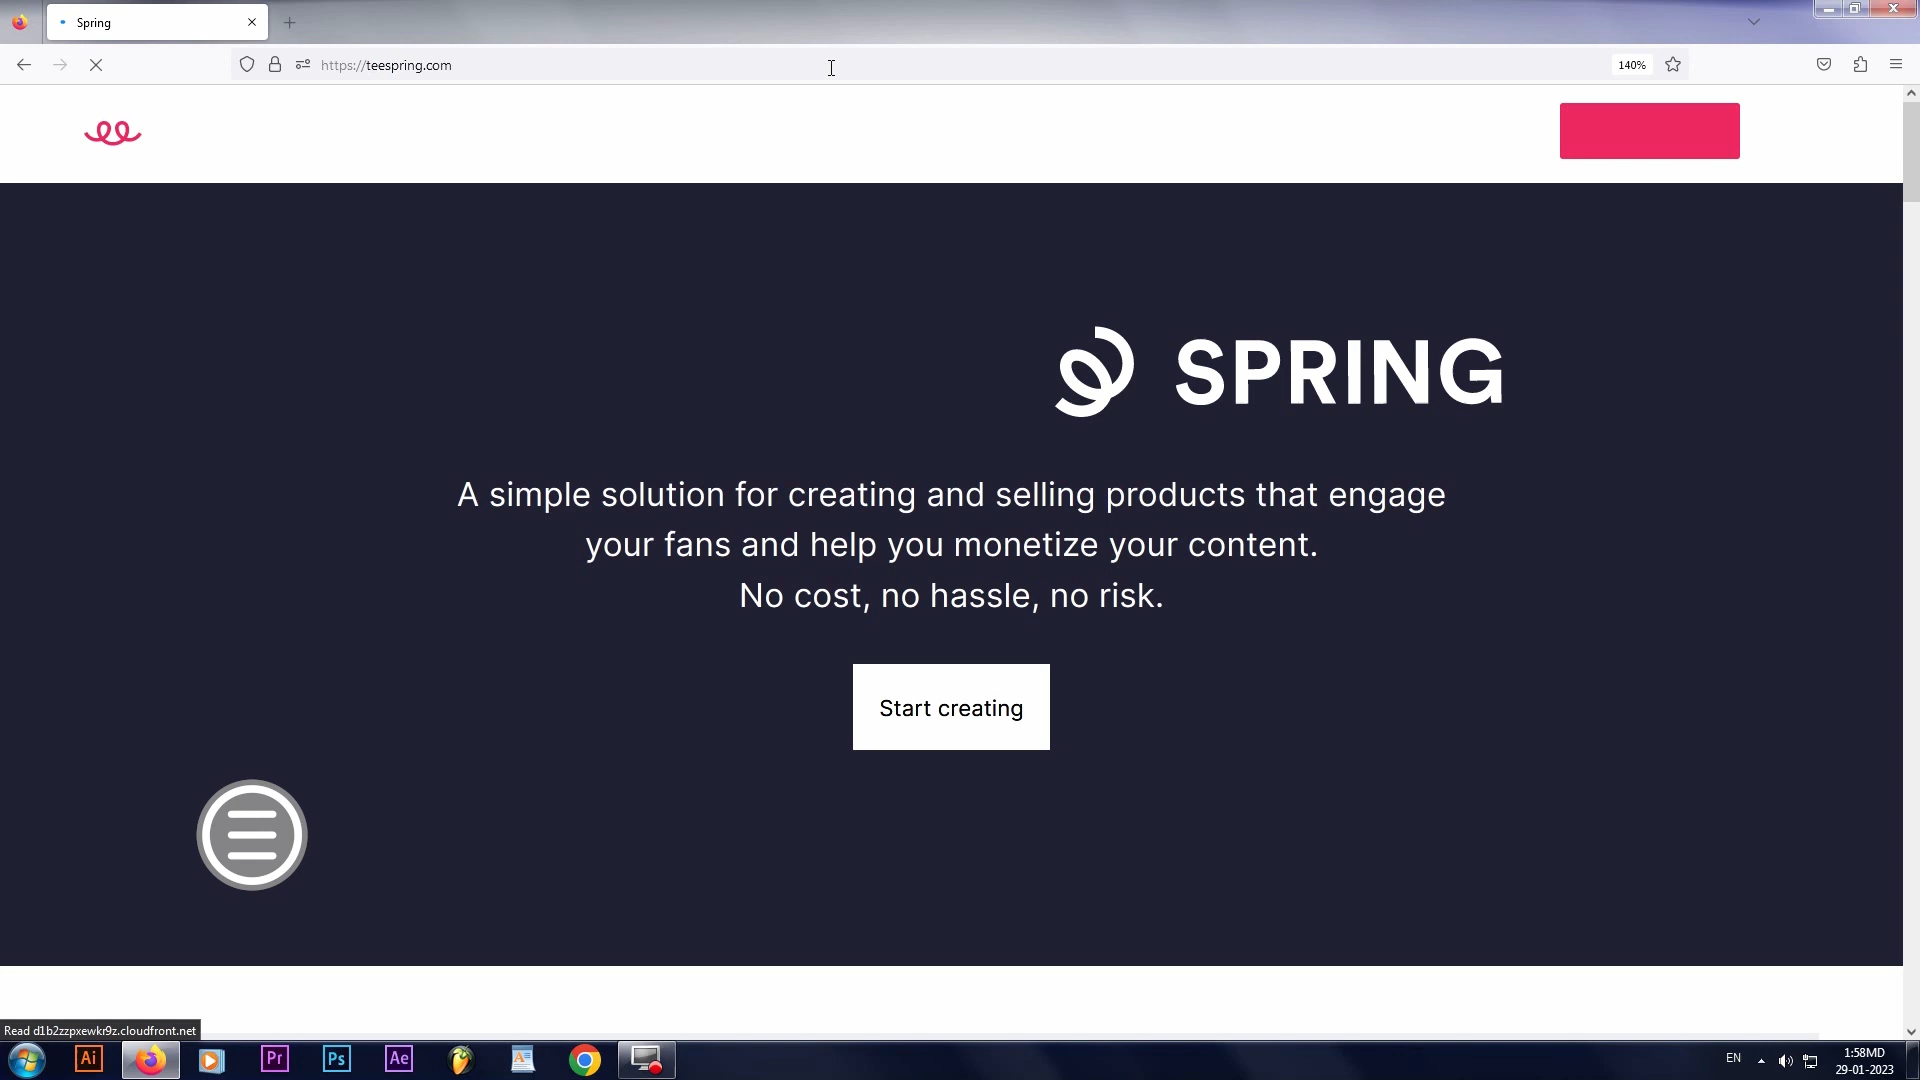 Spring
https://teespring.com
140%
SPRING
A simple solution for creating and selling products that engage
your fans and help you monetize your content.
No cost, no hassle, no risk.
Start creating
Read d1b2zzpxewkr9z.cloudfront.net
Ai
Pr
Ps
Ae
EN
1:58MD
29-01-2023